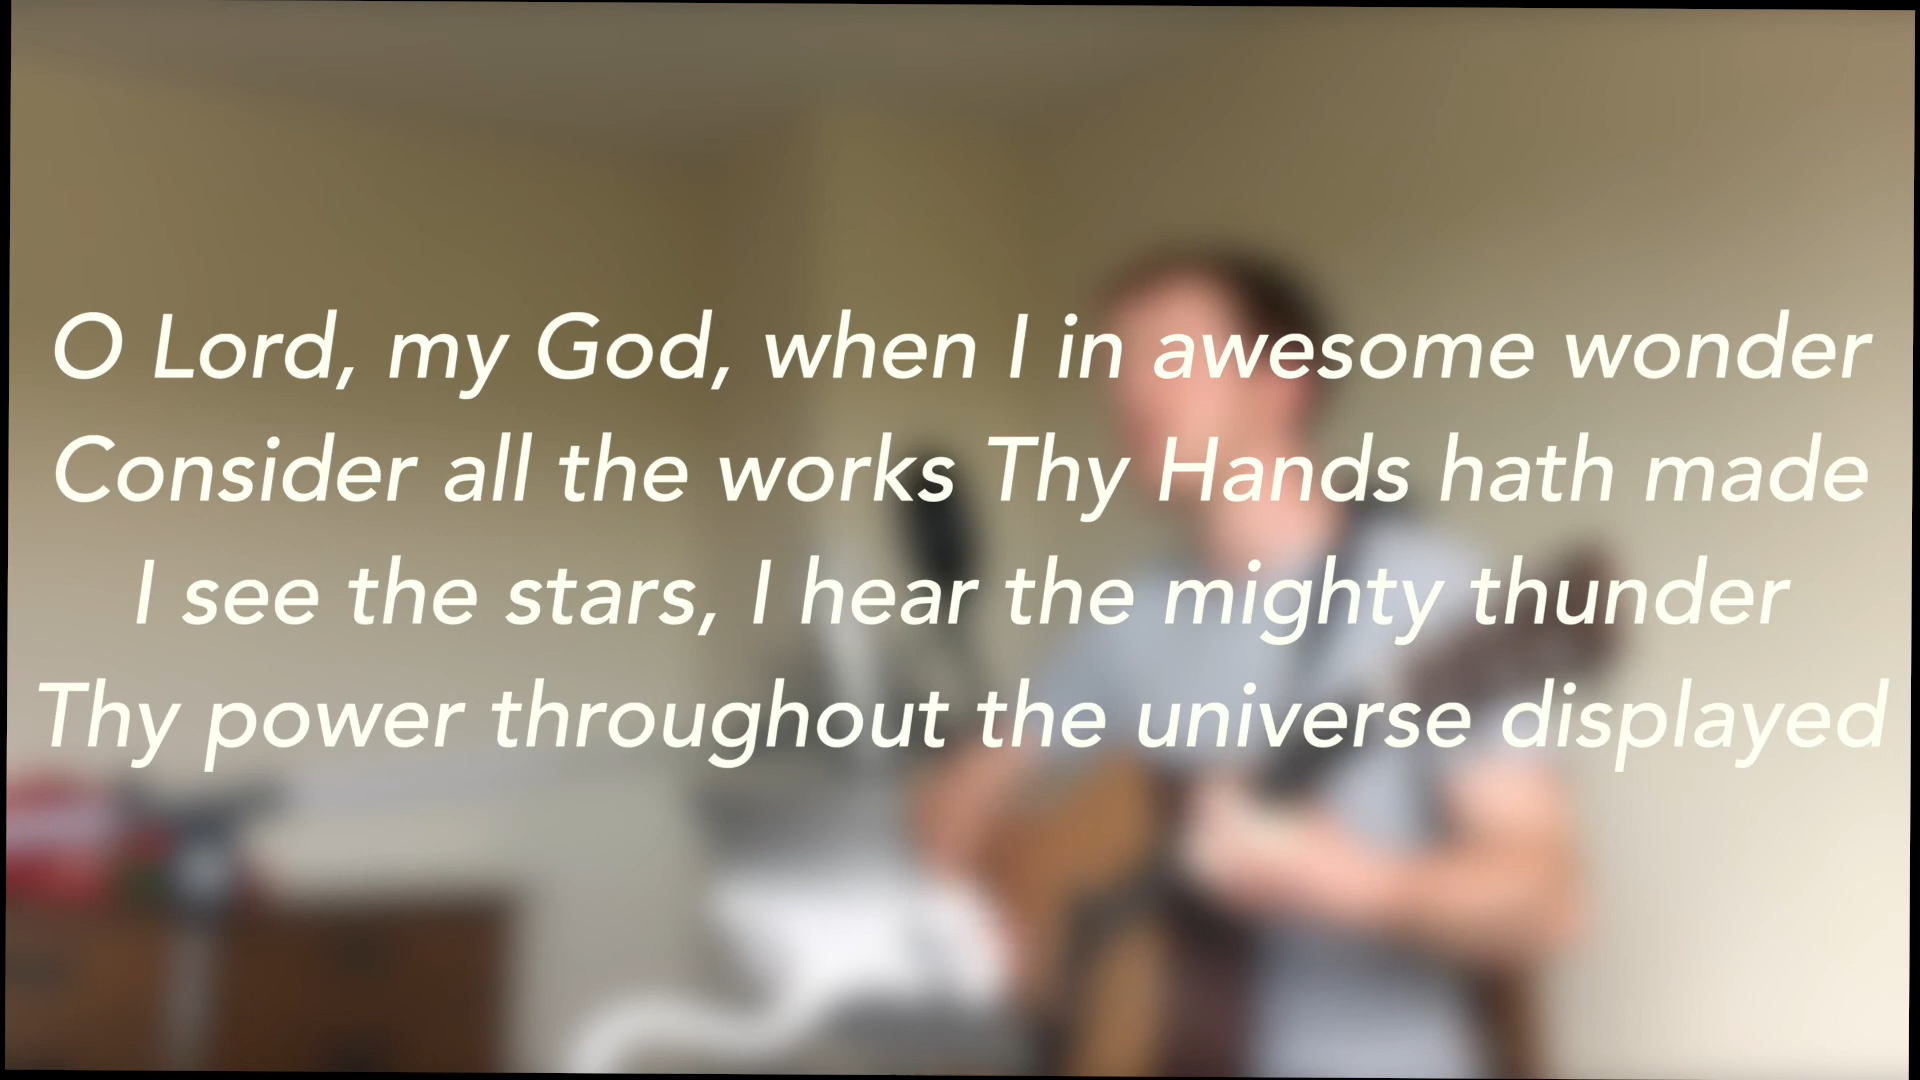 O Lord, my God, when I in awesome wonder
Consider all the works Thy Hands hath made
I see the stars, I hear the mighty thunder
Thy power throughout the universe displayed